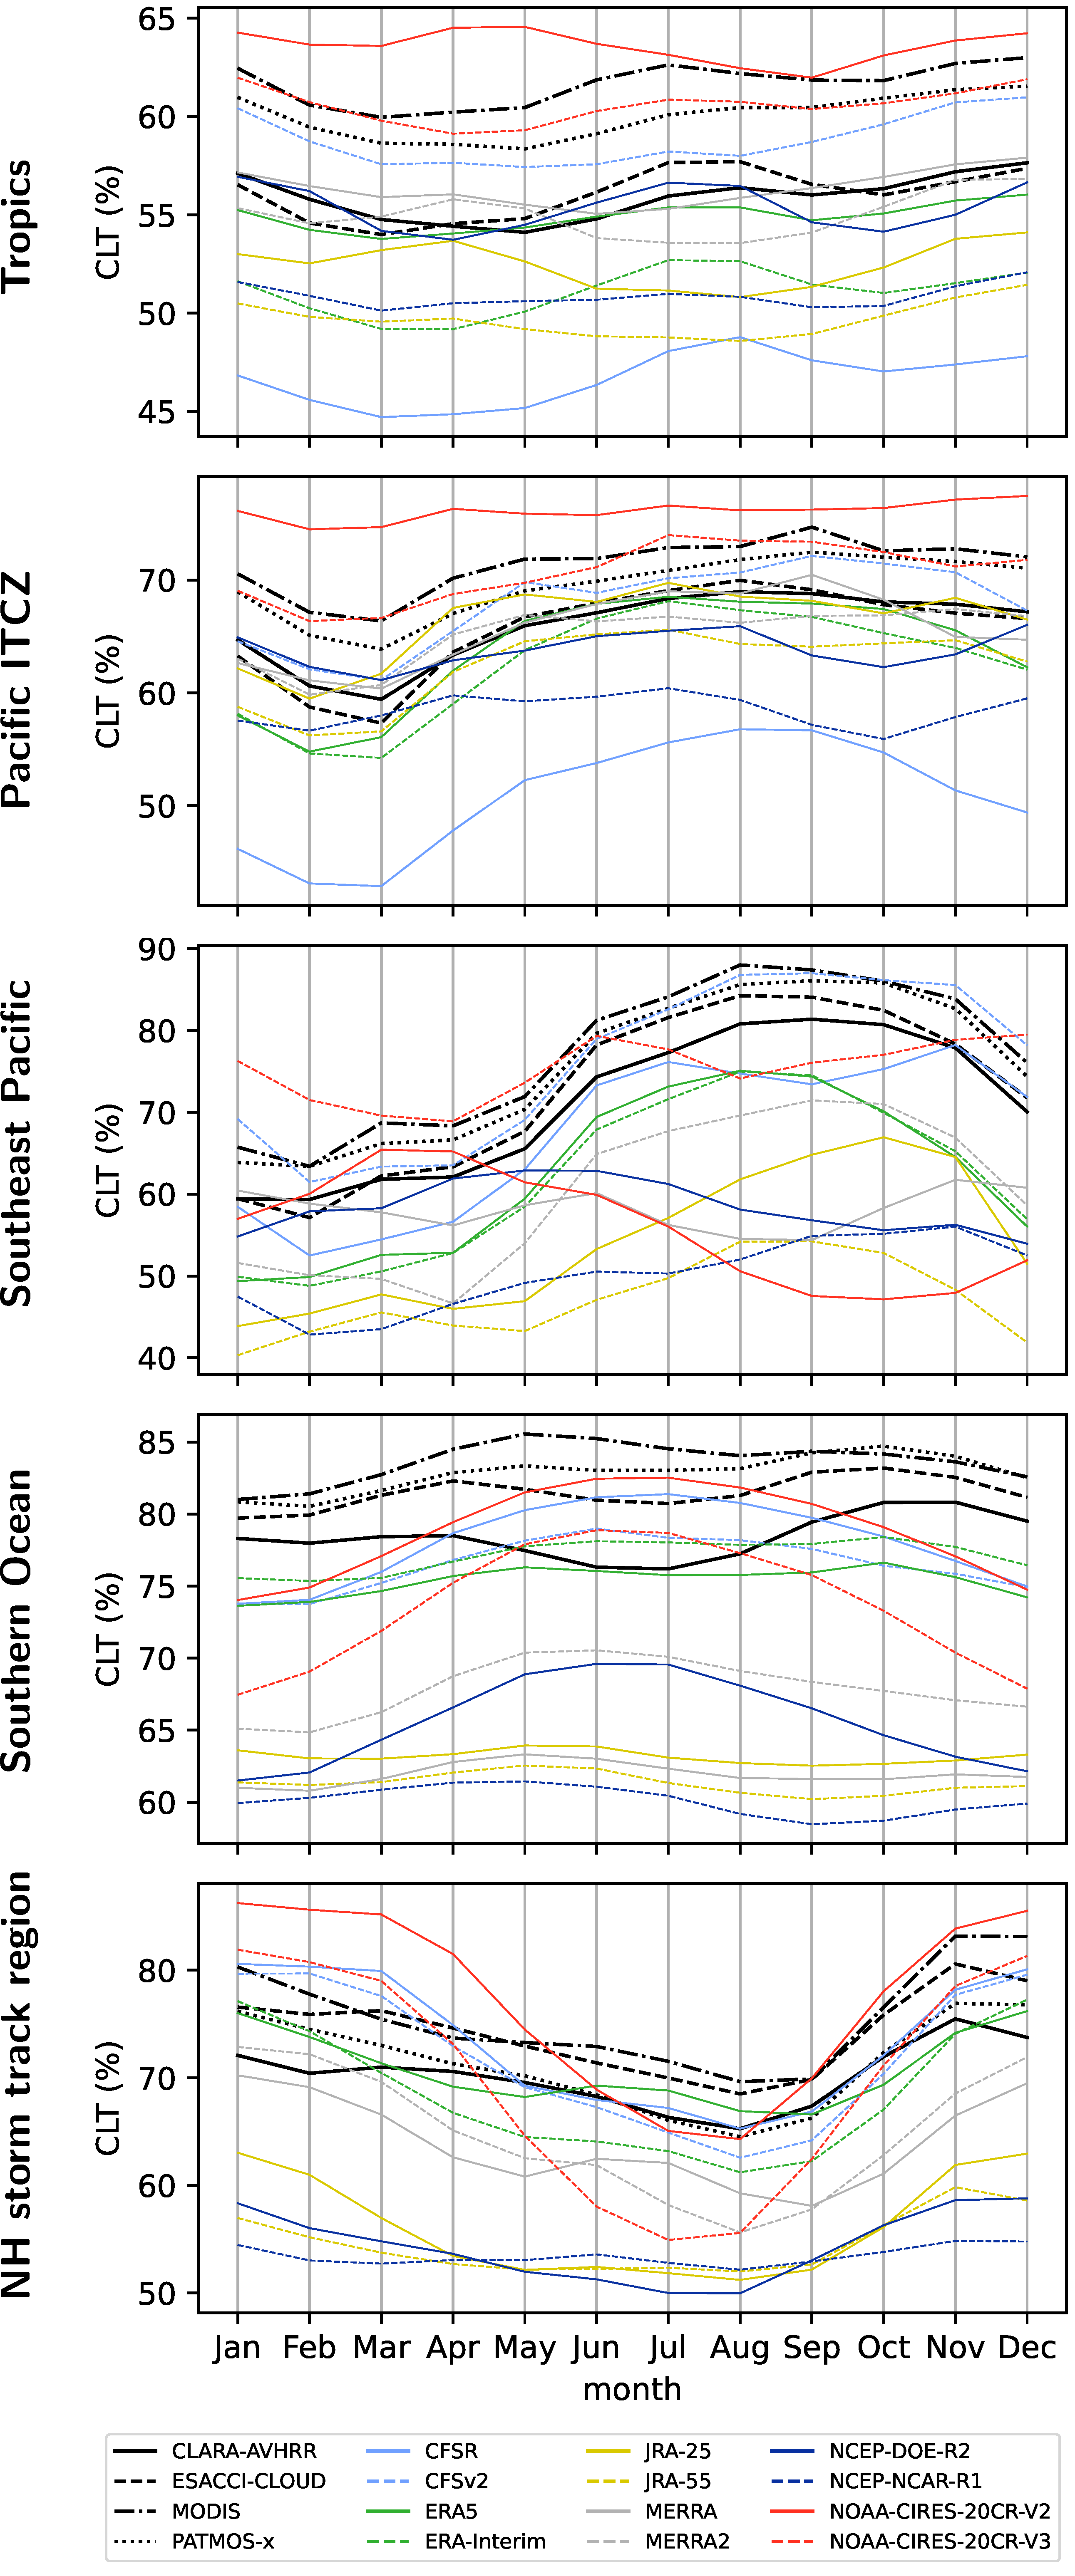 Tropics
CLT (%)
65
60
55
50
45
Pacific ITCZ
CLT (%)
70
60
50
Southeast Pacific
CLT (%)
90
80
70
60
50
40
Southern Ocean
CLT (%)
85
80
75
70
65
60
NH storm track region
CLT (%)
80
70
60
50
Jan Feb Mar Apr May Jun Jul Aug Sep Oct Nov Dec
month
CLARA-AVHRR CFSR JRA-25 NCEP-DOE-R2
ESACCI-CLOUD CFSv2 JRA-55 NCEP-NCAR-R1
MODIS ERA5 MERRA NOAA-CIRES-20CR-V2
PATMOS-x ERA-Interim MERRA2 NOAA-CIRES-20CR-V3